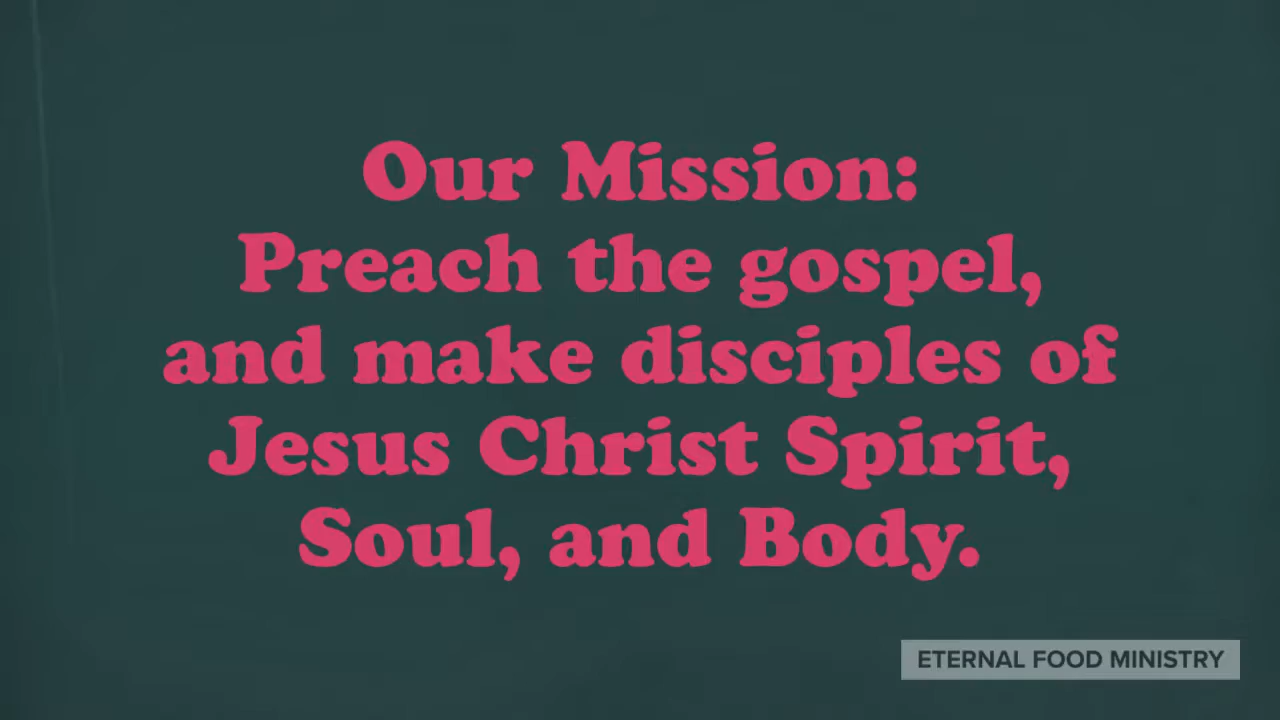 Our Mission:
Preach the gospel,
and make disciples of
Jesus Christ Spirit,
Soul, and Body.
ETERNAL FOOD MINISTRY